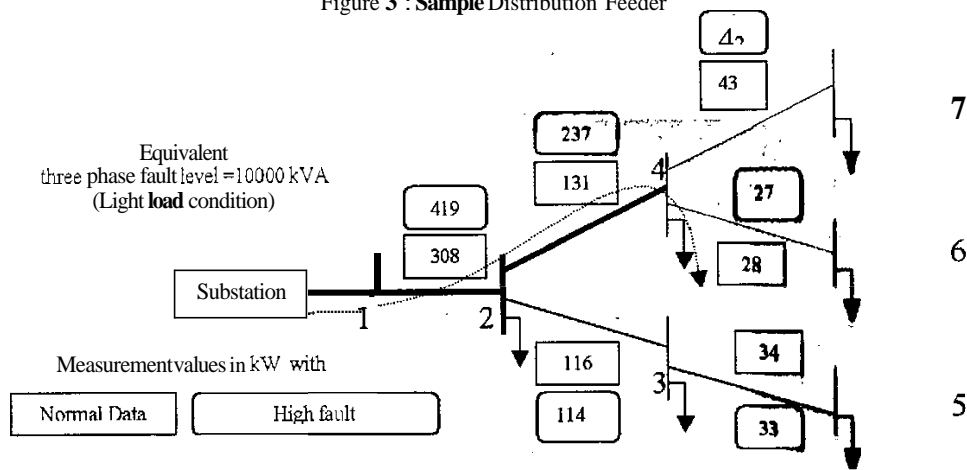 Figure 3 : Sample Distribution Feeder
43
7
237
Equivalent
three phase fault level =10000 kVA
(Light load condition)
131
4
27
419
308
28
6
Substation
1
2
Measurement values in kW with
116
3
34
5
Normal Data
High fault
114
33